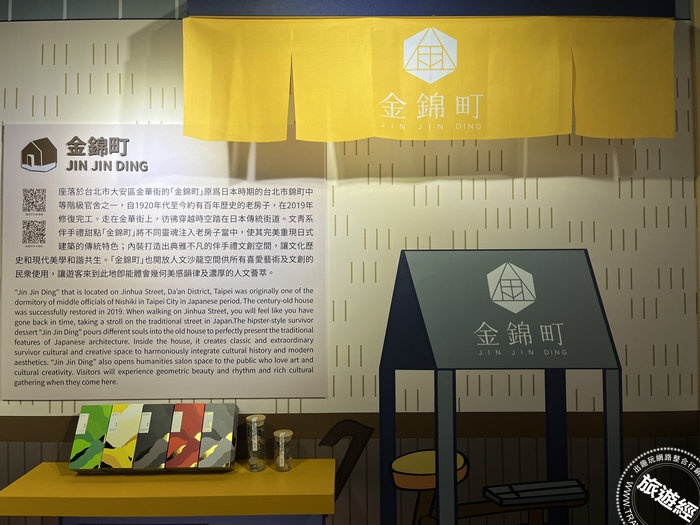 金錦町
JIN JIN DING
金錦町
JIN JIN DING
座落於台北市大安區金華街的「金錦町」原爲日本時期的台北市錦町中
等階級官舍之一，自1920年代至今約有百年歷史的老房子，在2019年
修復完工。走在金華街上，彷彿穿越時空踏在日本傳統街道。文青系
伴手禮甜點「金錦町」將不同靈魂注入老房子當中，使其完美重現日式
建築的傳統特色；內裝打造出典雅不凡的伴手禮文創空間，讓文化歷
史和現代美學和諧共生。「金錦町」也開放人文沙龍空間供所有喜愛藝術及文創的
民衆使用，讓遊客來到此地卽能體會幾何美感韻律及濃厚的人文薈萃。
"Jin Jin Ding" that is located on Jinhua Street, Da'an District, Taipei was originally one of the
dormitory of middle officials of Nishiki in Taipei City in Japanese period. The century-old house
was successfully restored in 2019. When walking on Jinhua Street, you will feel like you have
gone back in time, taking a stroll on the traditional street in Japan.The hipster-style survivor
dessert "Jin Jin Ding" pours different souls into the old house to perfectly present the traditional
features of Japanese architecture. Inside the house, it creates classic and extraordinary
survivor cultural and creative space to harmoniously integrate cultural history and modern
aesthetics. "Jin Jin Ding" also opens humanities salon space to the public who love art and
cultural creativity. Visitors will experience geometric beauty and rhythm and rich cultural
gathering when they come here.
金錦町
JIN JIN DING
旅遊經